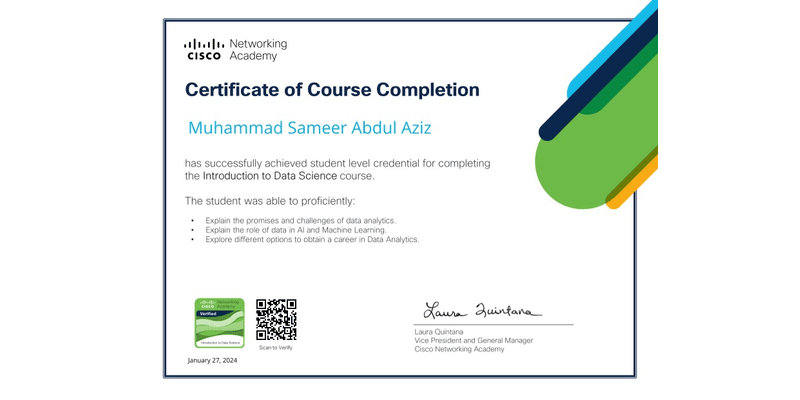 CISCO
Networking
Academy
Certificate of Course Completion
Muhammad Sameer Abdul Aziz
has successfully achieved student level credential for completing
the Introduction to Data Science course.
The student was able to proficiently:
• Explain the promises and challenges of data analytics.
• Explain the role of data in AI and Machine Learning.
• Explore different options to obtain a career in Data Analytics.
CISCO
Networking
Academy
Verified
Introduction to Data Science
Scan to Verify
January 27, 2024
Laura Quintana
Laura Quintana
Vice President and General Manager
Cisco Networking Academy